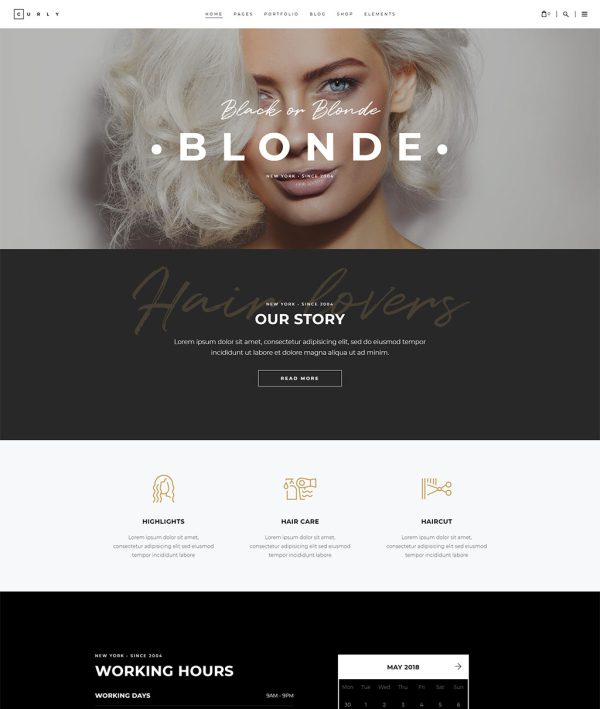 CURLY
HOME PAGES PORTFOLIO BLOG SHOP ELEMENTS
0
Black or Blonde
• BLONDE •
NEW YORK • SINCE 2004
Hair lovers
NEW YORK • SINCE 2004
OUR STORY
Lorem ipsum dolor sit amet, consectetur adipisicing elit, sed do eiusmod tempor
incididunt ut labore et dolore magna aliqua ut ad minim.
READ MORE
HIGHLIGHTS
Lorem ipsum dolor sit amet,
consectetur adipisicing elit sed eiusmod
tempor incididunt labore
HAIR CARE
Lorem ipsum dolor sit amet,
consectetur adipisicing elit sed eiusmod
tempor incididunt labore
HAIRCUT
Lorem ipsum dolor sit amet,
consectetur adipisicing elit sed eiusmod
tempor incididunt labore
NEW YORK • SINCE 2004
WORKING HOURS
WORKING DAYS 9AM - 9PM
MAY 2018
Mon Tue Wed Thu Fri Sat Sun
30 1 2 3 4 5 6